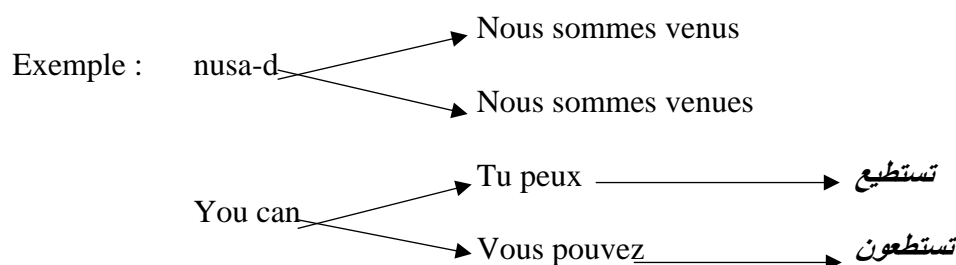 Nous sommes venus
Exemple : nusa-d
Nous sommes venues
Tu peux تستطيع
You can
Vous pouvez تستطعون